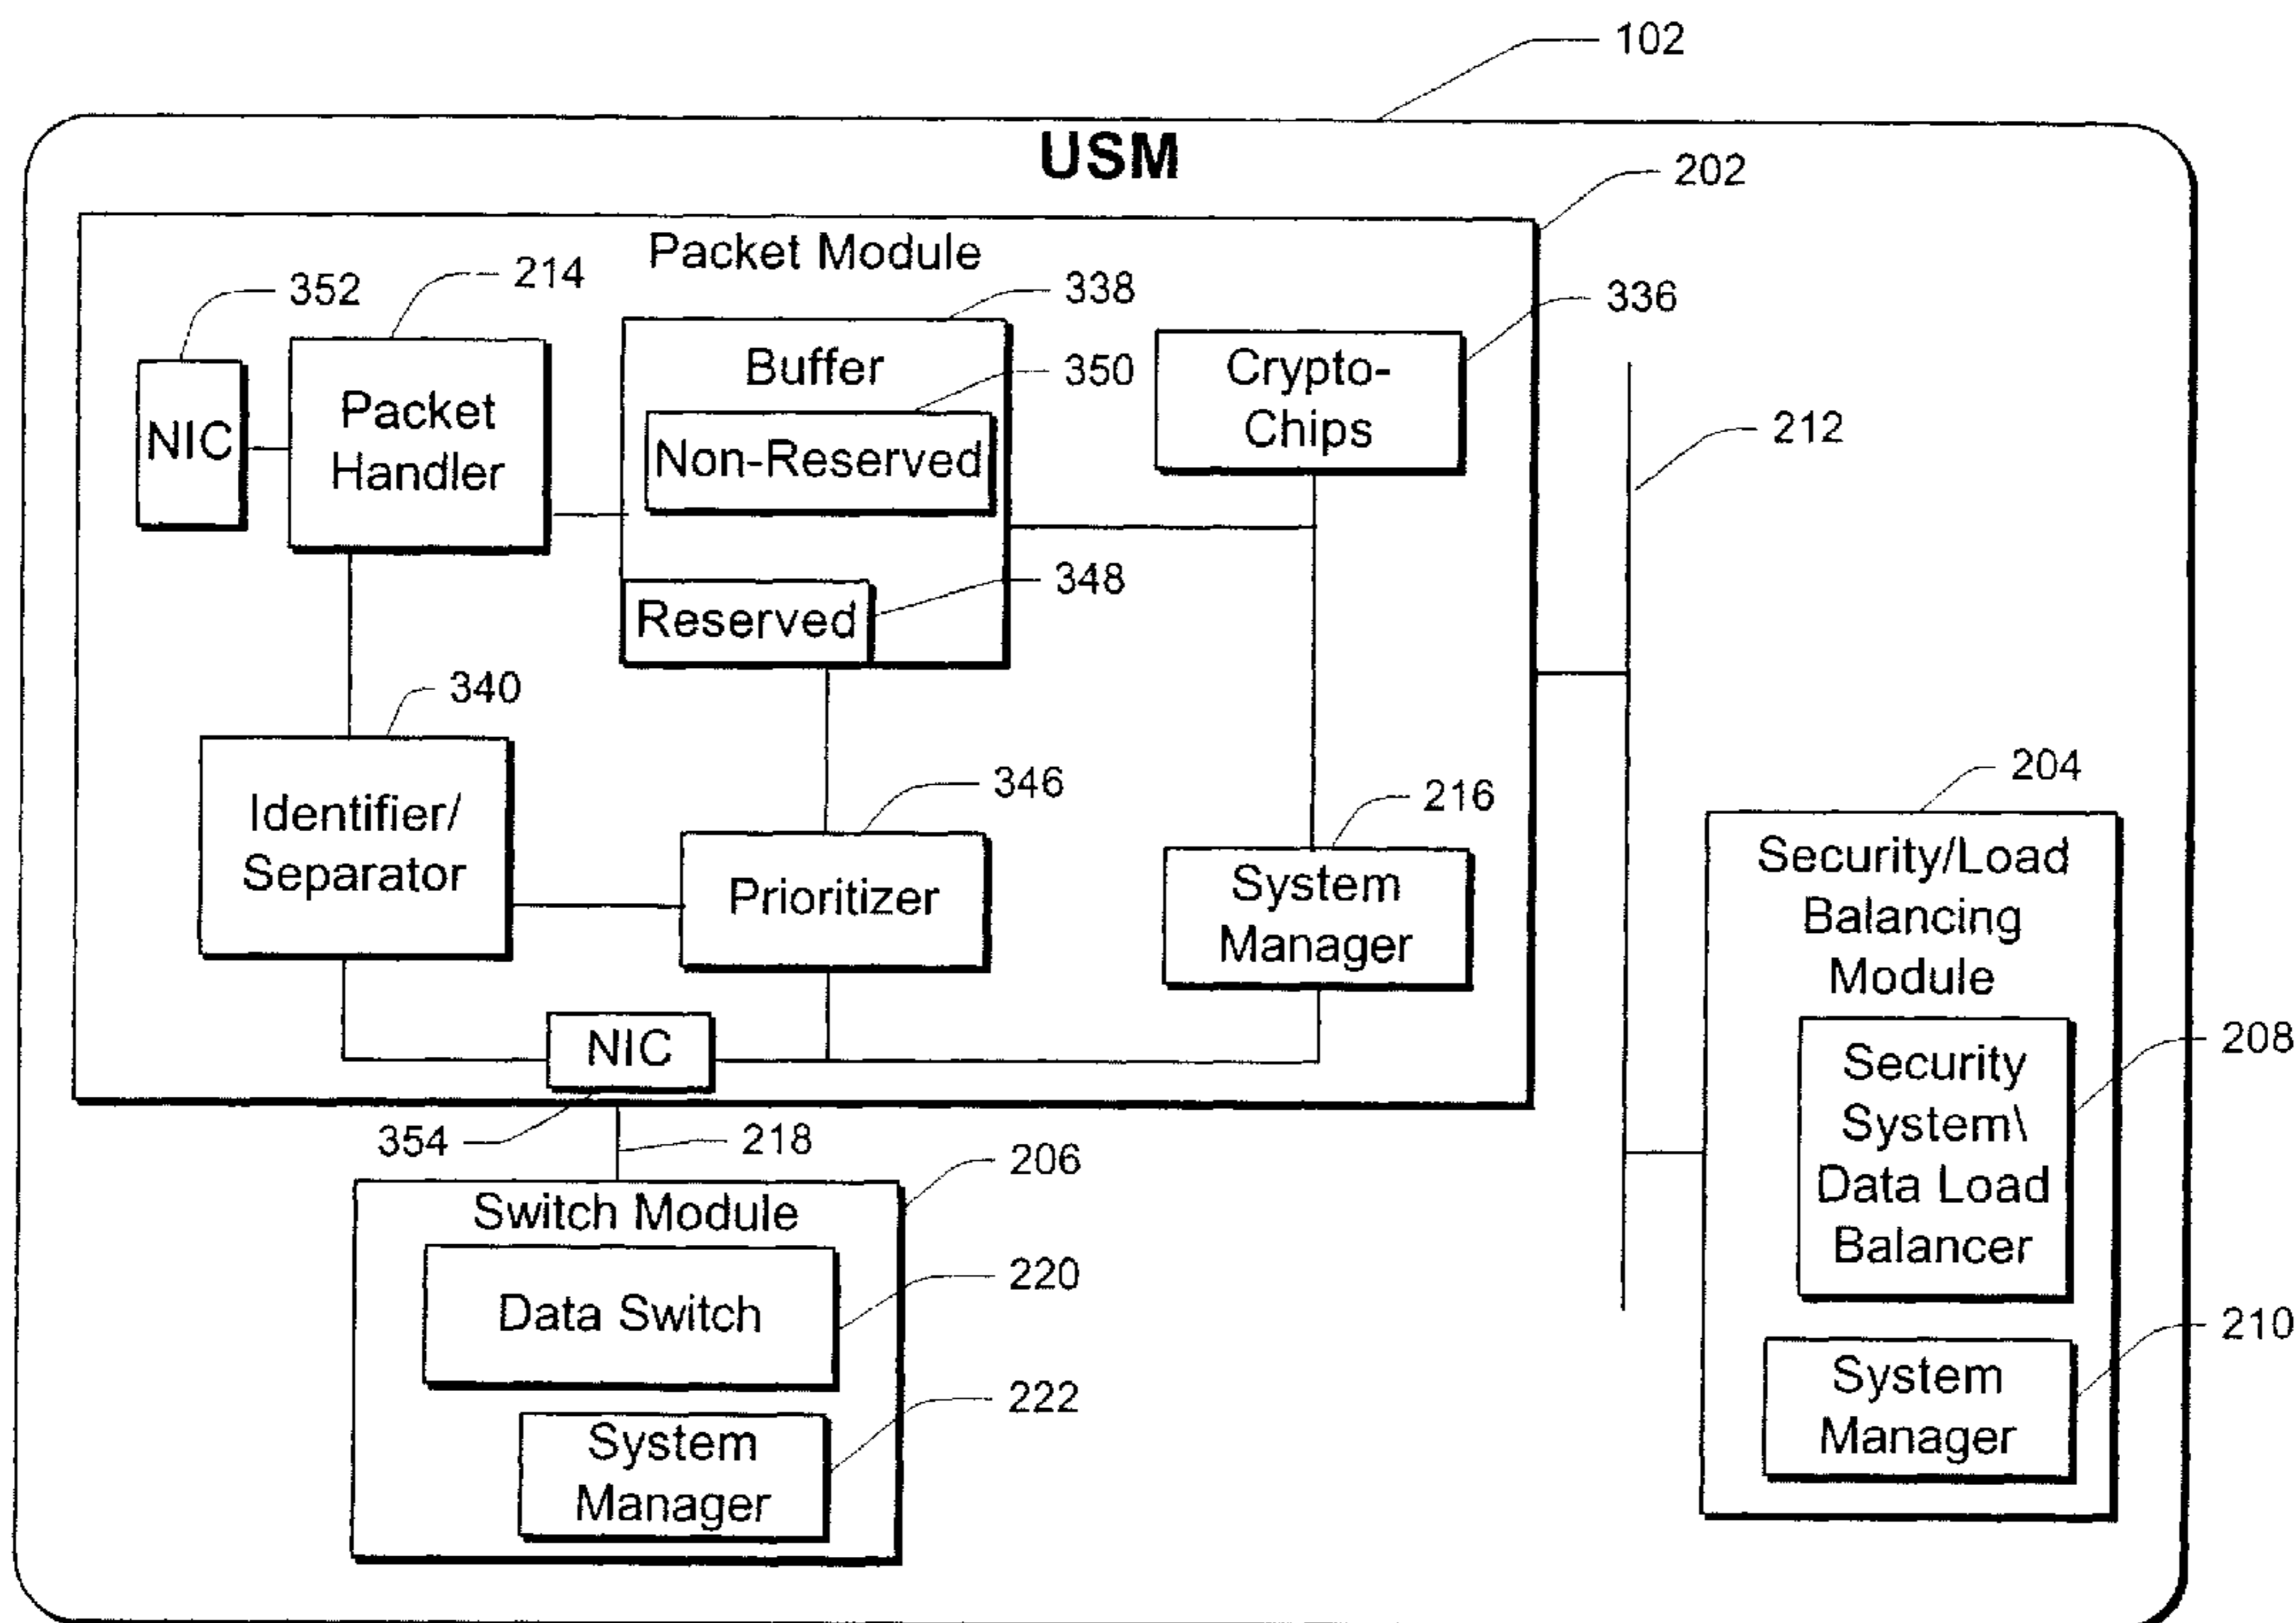 102
USM
202
Packet Module
352
214
338
336
NIC
Packet
Handler
Buffer
350
Non-Reserved
Crypto-
Chips
212
Reserved
348
340
Identifier/
Separator
346
Prioritizer
216
System
Manager
204
Security/Load
Balancing
Module
208
Security
System\
Data Load
Balancer
210
System
Manager
NIC
354
218
206
Switch Module
220
Data Switch
222
System
Manager